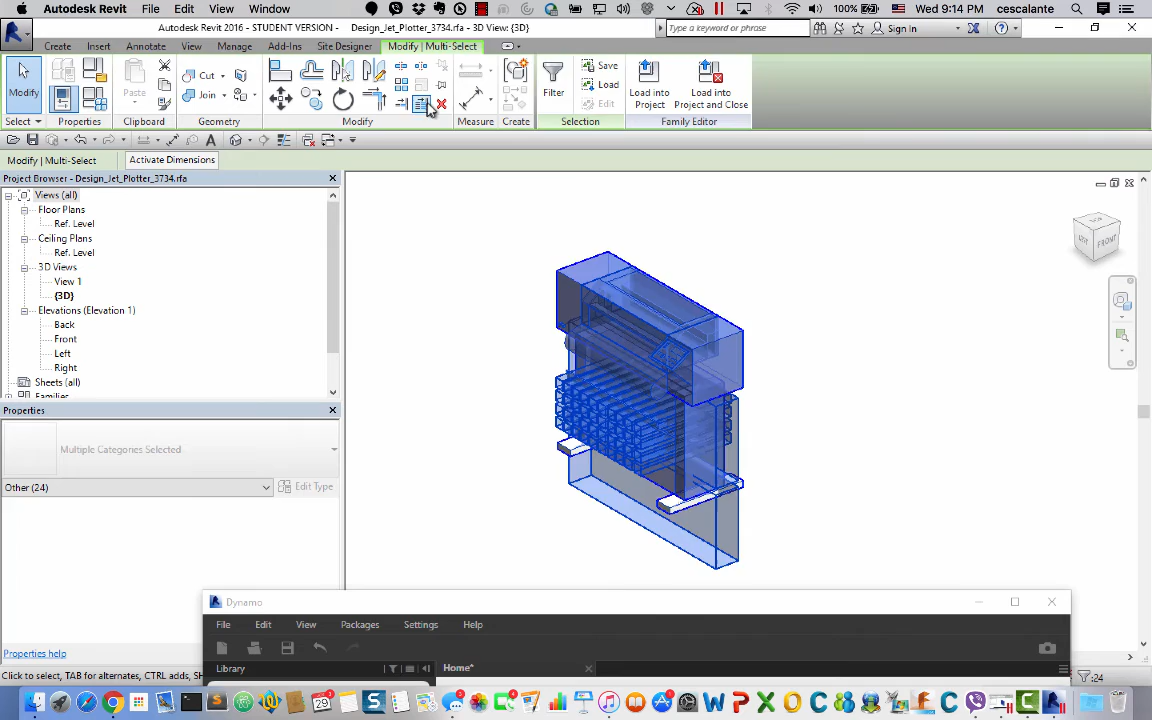 Autodesk Revit File Edit View Window 100% Wed 9:14 PM cescalante
Autodesk Revit 2016 - STUDENT VERSION - Design_Jet_Plotter_3734.rfa - 3D View: {3D} Type a keyword or phrase Sign In
Create Insert Annotate View Manage Add-Ins Site Designer Modify | Multi-Select
Modify Paste Cut Join Filter Save Load Edit Load into Project Load into Project and Close
Select Properties Clipboard Geometry Modify Measure Create Selection Family Editor
Modify | Multi-Select Activate Dimensions
Project Browser - Design_Jet_Plotter_3734.rfa
Views (all)
Floor Plans
Ref. Level
Ceiling Plans
Ref. Level
3D Views
View 1
{3D}
Elevations (Elevation 1)
Back
Front
Left
Right
Sheets (all)
Families
FRONT
Properties
Multiple Categories Selected
Other (24) Edit Type
Properties help
Click to select, TAB for alternates, CTRL adds, SH
:24
Dynamo
File Edit View Packages Settings Help
Library Home*